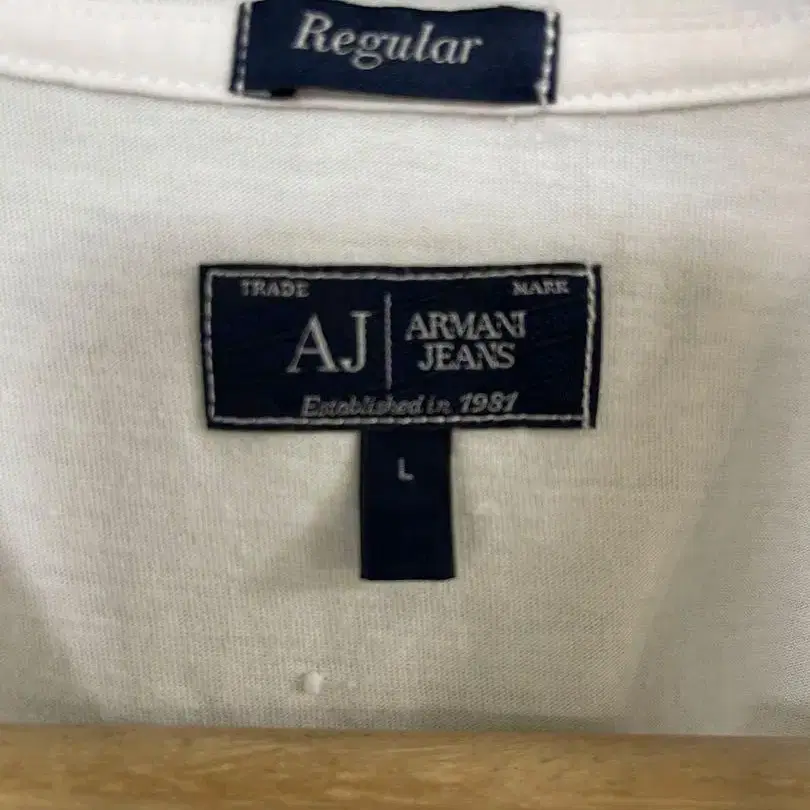 Regular
TRADE MARK
AJ ARMANI
JEANS
Established in 1981
L